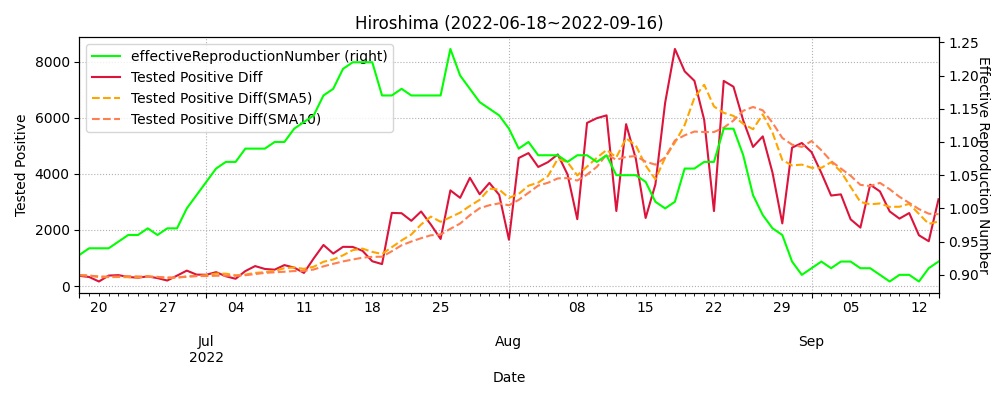 Hiroshima (2022-06-18~2022-09-16)
effectiveReproductionNumber (right)
Tested Positive Diff
Tested Positive Diff(SMA5)
Tested Positive Diff(SMA10)
Tested Positive
8000
6000
4000
2000
0
1.25
1.20
1.15
1.10
1.05
1.00
0.95
0.90
Effective Reproduction Number
20 27 04 11 18 25 08 15 22 29 05 12
Jul Aug Sep
2022
Date